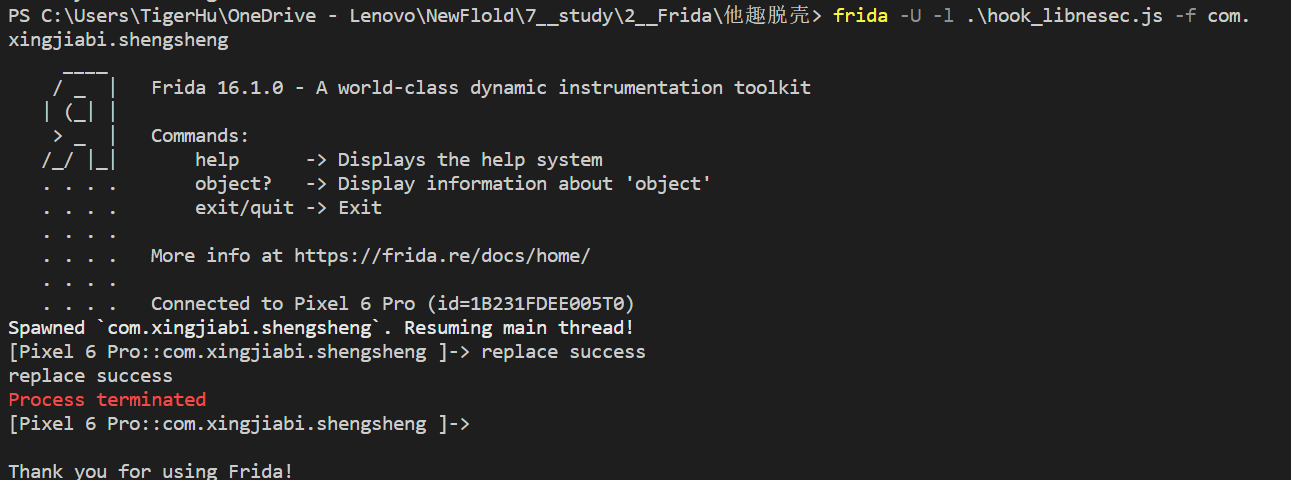 PS C:\Users\TigerHu\OneDrive - Lenovo\NewFlold\7__study\2__Frida\他趣脱壳> frida -U -l .\hook_libnesec.js -f com.
xingjiabi.shengsheng
     ____
    / _  |   Frida 16.1.0 - A world-class dynamic instrumentation toolkit
   | (_| |
    > _  |   Commands:
   /_/ |_|       help      -> Displays the help system
   . . . .       object?   -> Display information about 'object'
   . . . .       exit/quit -> Exit
   . . . .
   . . . .   More info at https://frida.re/docs/home/
   . . . .
   . . . .   Connected to Pixel 6 Pro (id=1B231FDEE005T0)
Spawned `com.xingjiabi.shengsheng`. Resuming main thread!
[Pixel 6 Pro::com.xingjiabi.shengsheng ]-> replace success
replace success
Process terminated
[Pixel 6 Pro::com.xingjiabi.shengsheng ]->
Thank you for using Frida!